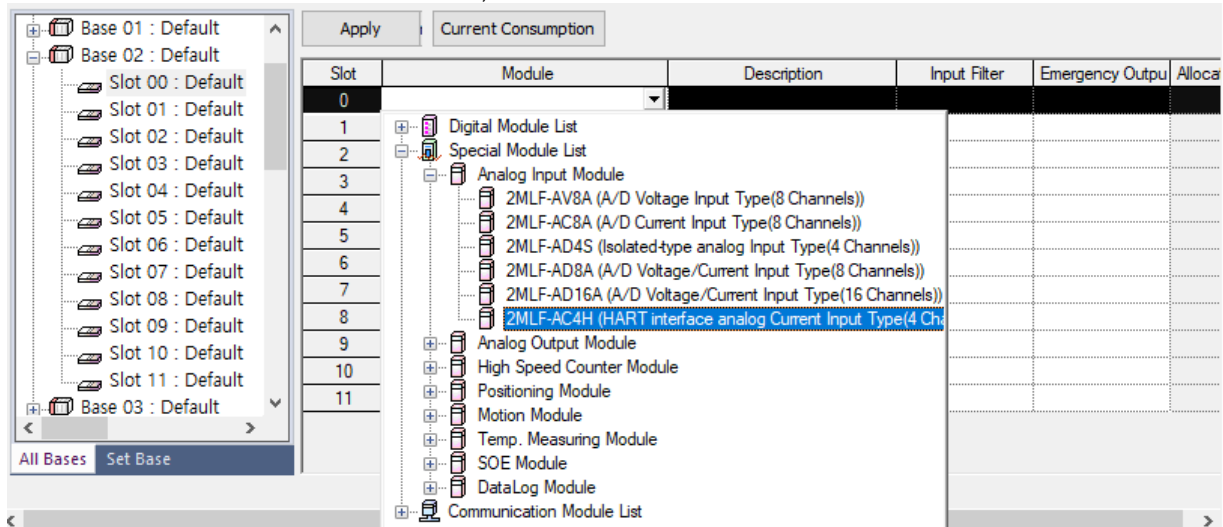 Base 01 : Default
Base 02 : Default
Slot 00 : Default
Slot 01 : Default
Slot 02 : Default
Slot 03 : Default
Slot 04 : Default
Slot 05 : Default
Slot 06 : Default
Slot 07 : Default
Slot 08 : Default
Slot 09 : Default
Slot 10 : Default
Slot 11 : Default
Base 03 : Default
All Bases Set Base
Apply Current Consumption
Slot Module Description Input Filter Emergency Outpu Allocat
0
1
2
3
4
5
6
7
8
9
10
11
Digital Module List
Special Module List
Analog Input Module
2MLF-AV8A (A/D Voltage Input Type(8 Channels))
2MLF-AC8A (A/D Current Input Type(8 Channels))
2MLF-AD4S (Isolated-type analog Input Type(4 Channels))
2MLF-AD8A (A/D Voltage/Current Input Type(8 Channels))
2MLF-AD16A (A/D Voltage/Current Input Type(16 Channels))
2MLF-AC4H (HART interface analog Current Input Type(4 Cha
Analog Output Module
High Speed Counter Module
Positioning Module
Motion Module
Temp. Measuring Module
SOE Module
DataLog Module
Communication Module List